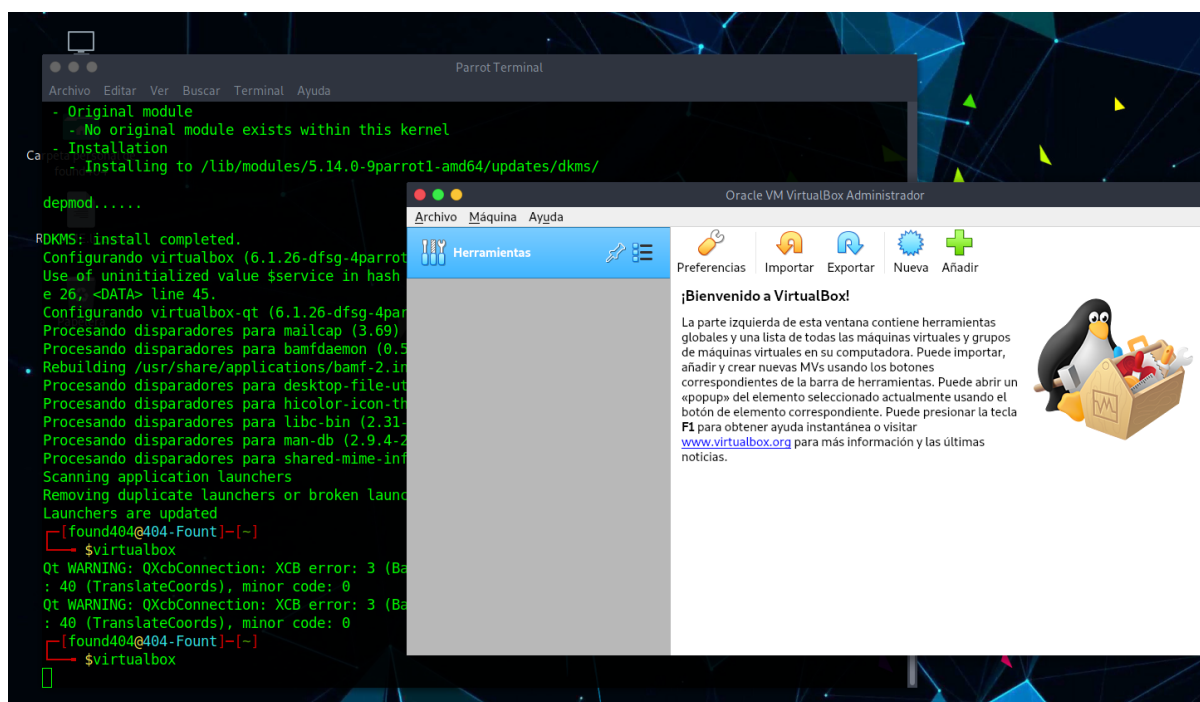 Parrot Terminal
Archivo Editar Ver Buscar Terminal Ayuda
- Original module
- No original module exists within this kernel
- Installation
- Installing to /lib/modules/5.14.0-9parrot1-amd64/updates/dkms/
depmod......
DKMS: install completed.
Configurando virtualbox (6.1.26-dfsg-4parrot
Use of uninitialized value $service in hash
e 26, <DATA> line 45.
Configurando virtualbox-qt (6.1.26-dfsg-4par
Procesando disparadores para mailcap (3.69)
Procesando disparadores para bamfdaemon (0.5
Rebuilding /usr/share/applications/bamf-2.in
Procesando disparadores para desktop-file-ut
Procesando disparadores para hicolor-icon-th
Procesando disparadores para libc-bin (2.31-
Procesando disparadores para man-db (2.9.4-2
Procesando disparadores para shared-mime-inf
Scanning application launchers
Removing duplicate launchers or broken launc
Launchers are updated
[found404@404-Fount]-[~]
$virtualbox
Qt WARNING: QXcbConnection: XCB error: 3 (Ba
: 40 (TranslateCoords), minor code: 0
Qt WARNING: QXcbConnection: XCB error: 3 (Ba
: 40 (TranslateCoords), minor code: 0
[found404@404-Fount]-[~]
$virtualbox
Oracle VM VirtualBox Administrador
Archivo Máquina Ayuda
Herramientas
Preferencias Importar Exportar Nueva Añadir
¡Bienvenido a VirtualBox!
La parte izquierda de esta ventana contiene herramientas
globales y una lista de todas las máquinas virtuales y grupos
de máquinas virtuales en su computadora. Puede importar,
añadir y crear nuevas MVs usando los botones
correspondientes de la barra de herramientas. Puede abrir un
«popup» del elemento seleccionado actualmente usando el
botón de elemento correspondiente. Puede presionar la tecla
F1 para obtener ayuda instantánea o visitar
www.virtualbox.org para más información y las últimas
noticias.